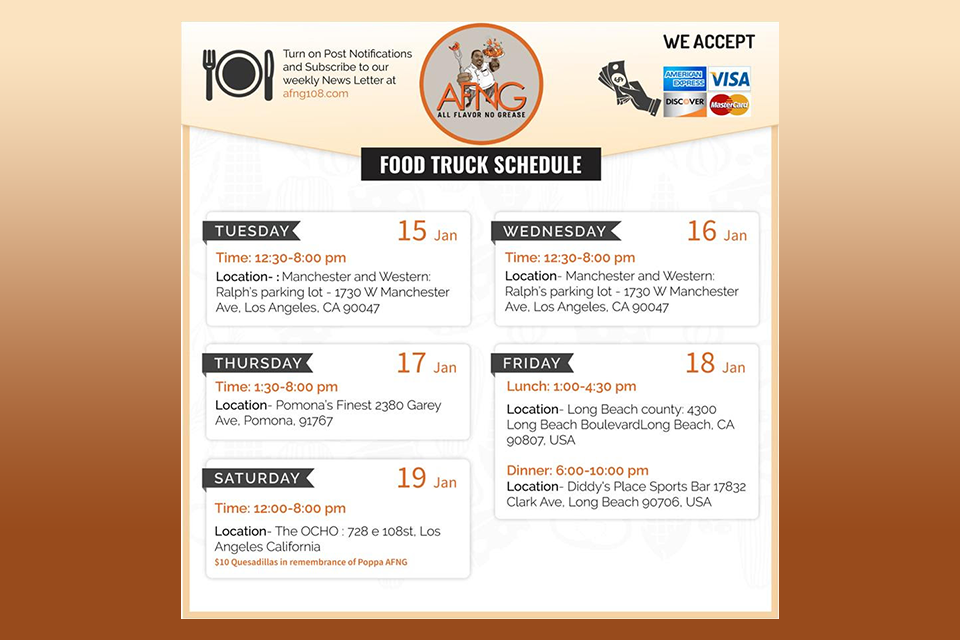 Turn on Post Notifications
and Subscribe to our
weekly News Letter at
afng108.com
AFNG
ALL FLAVOR NO GREASE
WE ACCEPT
AMERICAN
EXPRESS
VISA
DISCOVER
MasterCard
FOOD TRUCK SCHEDULE
TUESDAY
15 Jan
Time: 12:30-8:00 pm
Location- : Manchester and Western:
Ralph's parking lot - 1730 W Manchester
Ave, Los Angeles, CA 90047
WEDNESDAY
16 Jan
Time: 12:30-8:00 pm
Location- Manchester and Western:
Ralph's parking lot - 1730 W Manchester
Ave, Los Angeles, CA 90047
THURSDAY
17 Jan
Time: 1:30-8:00 pm
Location- Pomona's Finest 2380 Garey
Ave, Pomona, 91767
FRIDAY
18 Jan
Lunch: 1:00-4:30 pm
Location- Long Beach county: 4300
Long Beach BoulevardLong Beach, CA
90807, USA
Dinner: 6:00-10:00 pm
Location- Diddy's Place Sports Bar 17832
Clark Ave, Long Beach 90706, USA
SATURDAY
19 Jan
Time: 12:00-8:00 pm
Location- The OCHO : 728 e 108st, Los
Angeles California
$10 Quesadillas in remembrance of Poppa AFNG